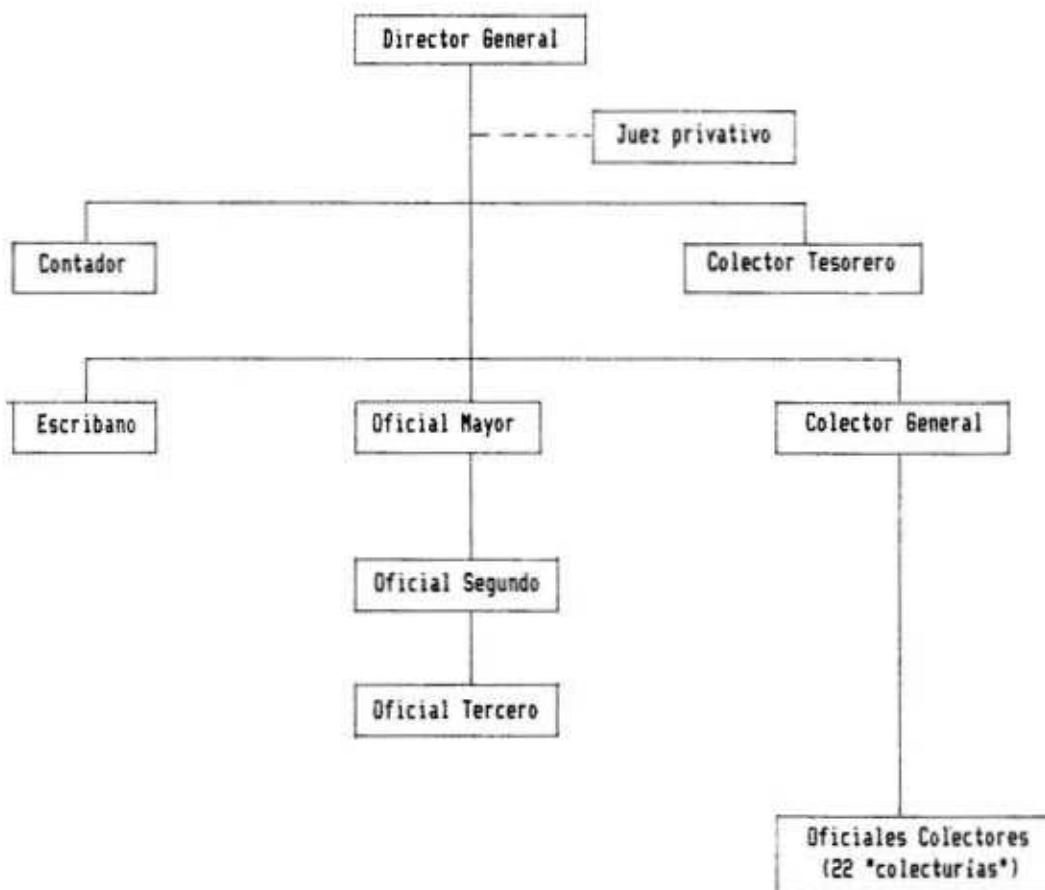 Director General
Juez privativo
Contador
Colector Tesorero
Escribano
Oficial Mayor
Colector General
Oficial Segundo
Oficial Tercero
Oficiales Colectores
(22 "colecturías")